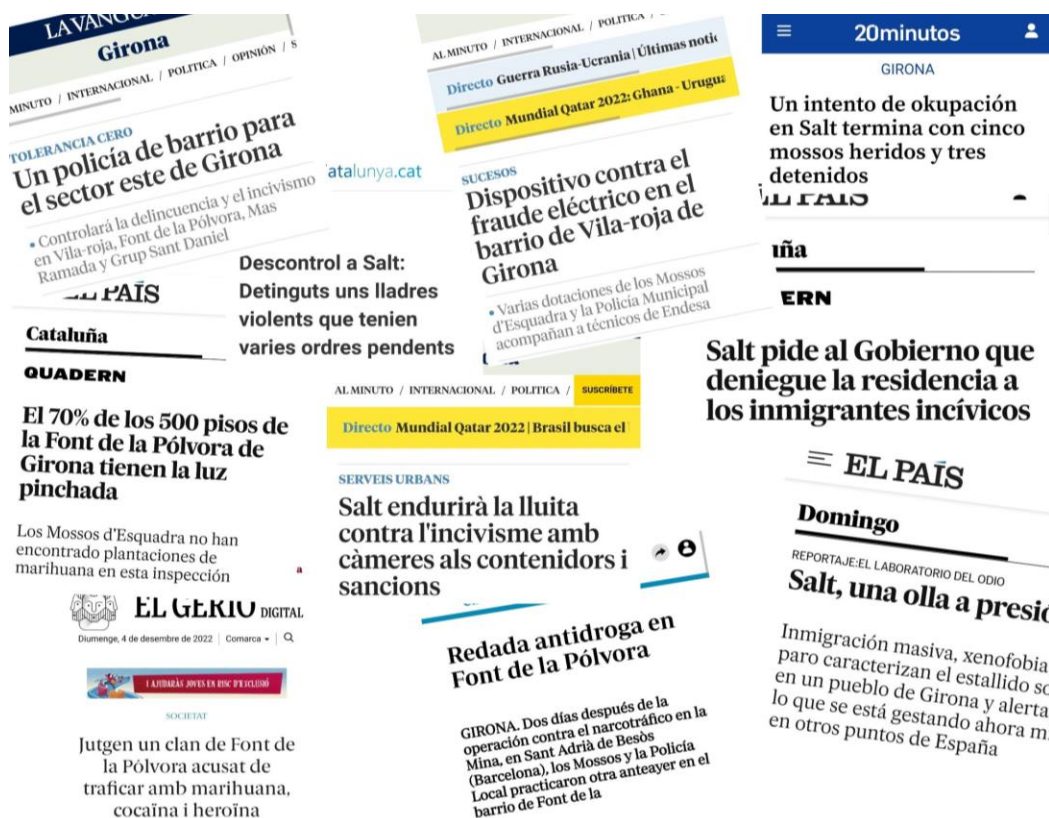 LAVANGU
Girona
MINUTO / INTERNACIONAL / POLITICA / OPINIÓN / S
TOLERANCIA CERO
Un policía de barrio para
el sector este de Girona
• Controlará la delincuencia y el incivismo
en Vila-roja, Font de la Pólvora, Mas
Ramada y Grup Sant Daniel
EL PAÍS
Cataluña
QUADERN
El 70% de los 500 pisos de
la Font de la Pólvora de
Girona tienen la luz
pinchada
Los Mossos d'Esquadra no han
encontrado plantaciones de
marihuana en esta inspección
EL GERIÓ DIGITAL
Diumenge, 4 de desembre de 2022 | Comarca
I AJUDARÀS JOVES EN RISC D'EXCLUSIÓ
SOCIETAT
Jutgen un clan de Font de
la Pólvora acusat de
traficar amb marihuana,
cocaïna i heroïna
atalunya.cat
Descontrol a Salt:
Detinguts uns lladres
violents que tenien
varies ordres pendents
AL MINUTO / INTERNACIONAL / POLITICA /
Directo Guerra Rusia-Ucrania | Últimas noti
Directo Mundial Qatar 2022: Ghana - Urugua
SUCESOS
Dispositivo contra el
fraude eléctrico en el
barrio de Vila-roja de
Girona
• Varias dotaciones de los Mossos
d'Esquadra y la Policía Municipal
acompañan a técnicos de Endesa
AL MINUTO / INTERNACIONAL / POLITICA / SUSCRÍBETE
Directo Mundial Qatar 2022 | Brasil busca el
SERVEIS URBANS
Salt endurirà la lluita
contra l'incivisme amb
càmeres als contenidors i
sancions
Redada antidroga en
Font de la Pólvora
GIRONA. Dos días después de la
operación contra el narcotráfico en la
Mina, en Sant Adrià de Besòs
(Barcelona), los Mossos y la Policía
Local practicaron otra anteayer en el
barrio de Font de la
20minutos
GIRONA
Un intento de okupación
en Salt termina con cinco
mossos heridos y tres
detenidos
EL PAÍS
uña
ERN
Salt pide al Gobierno que
deniegue la residencia a
los inmigrantes incívicos
EL PAÍS
Domingo
REPORTAJE:EL LABORATORIO DEL ODIO
Salt, una olla a presió
Inmigración masiva, xenofobia
paro caracterizan el estallido so
en un pueblo de Girona y alerta
lo que se está gestando ahora m
en otros puntos de España